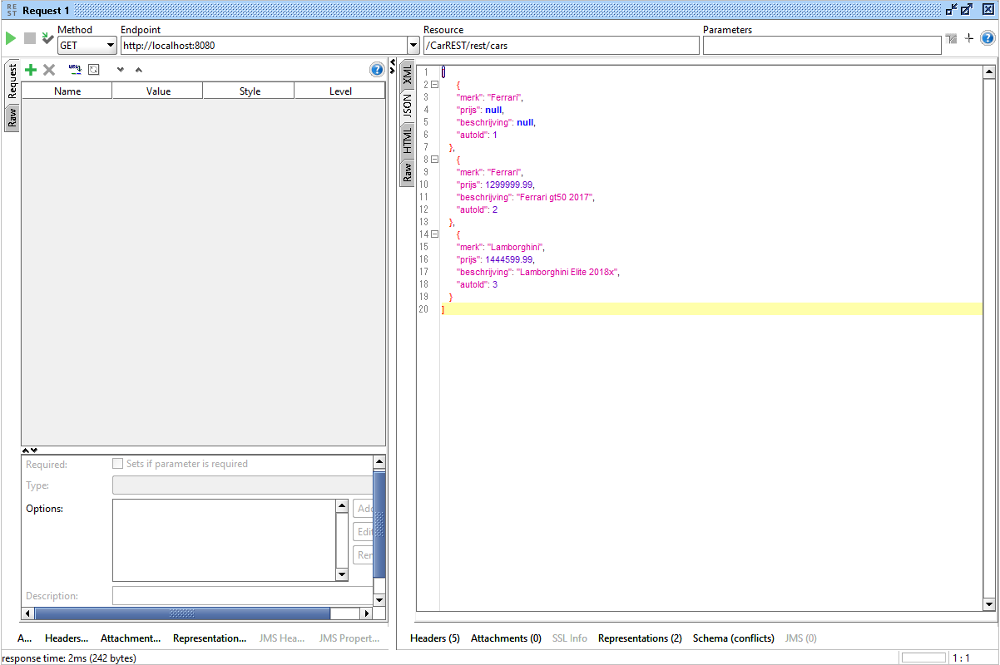 RE ST Request 1
Method Endpoint Resource Parameters
GET http://localhost:8080 /CarREST/rest/cars
Request
Raw
Name Value Style Level
Required: Sets if parameter is required
Type:
Options:
Add
Edit
Rem
Description:
A... Headers... Attachment... Representation... JMS Hea... JMS Propert...
XML
JSON
HTML
Raw
1 [
2 {
3 "merk": "Ferrari",
4 "prijs": null,
5 "beschrijving": null,
6 "autoId": 1
7 },
8 {
9 "merk": "Ferrari",
10 "prijs": 1299999.99,
11 "beschrijving": "Ferrari gt50 2017",
12 "autoId": 2
13 },
14 {
15 "merk": "Lamborghini",
16 "prijs": 1444599.99,
17 "beschrijving": "Lamborghini Elite 2018x",
18 "autoId": 3
19 }
20 ]
Headers (5) Attachments (0) SSL Info Representations (2) Schema (conflicts) JMS (0)
response time: 2ms (242 bytes) 1 : 1